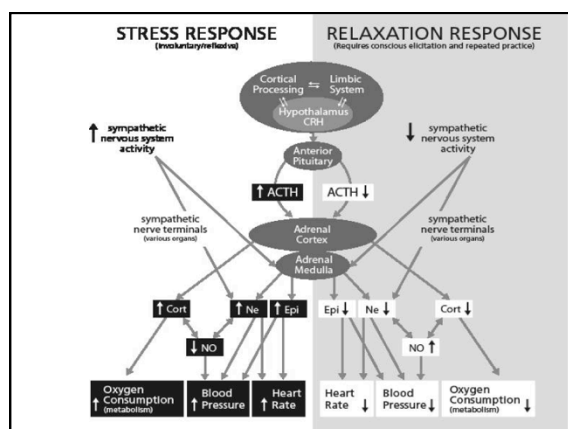 STRESS RESPONSE
(Involuntary/reflexive)
RELAXATION RESPONSE
(Requires conscious elicitation and repeated practice)
Cortical
Processing
⇌
Limbic
System
Hypothalamus
CRH
↑ sympathetic
nervous system
activity
↓ sympathetic
nervous system
activity
Anterior
Pituitary
↑ ACTH
ACTH ↓
sympathetic
nerve terminals
(various organs)
sympathetic
nerve terminals
(various organs)
Adrenal
Cortex
Adrenal
Medulla
↑ Cort
↑ Ne
↑ Epi
Epi ↓
Ne ↓
Cort ↓
↓ NO
NO ↑
Oxygen
↑ Consumption
(metabolism)
Blood
↑ Pressure
Heart
↑ Rate
Heart
Rate ↓
Blood
Pressure ↓
Oxygen
Consumption
(metabolism) ↓